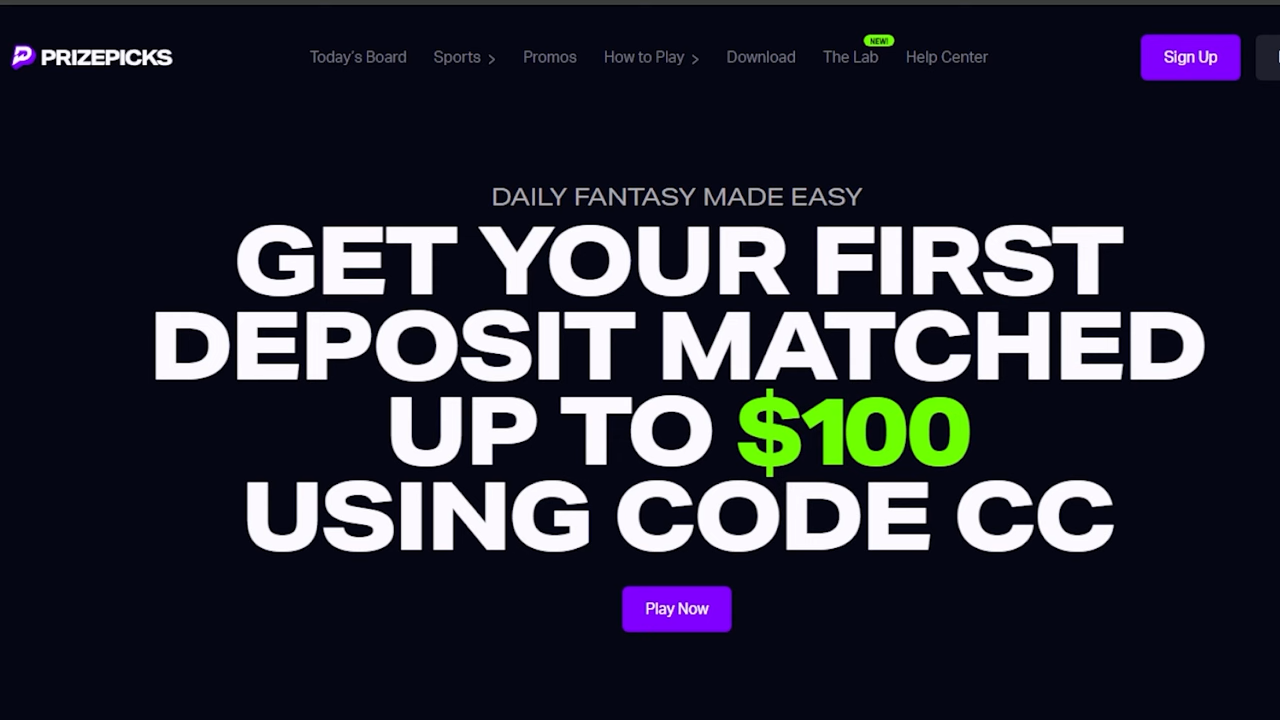 PRIZEPICKS
Today's Board
Sports
Promos
How to Play
Download
The Lab
NEW!
Help Center
Sign Up
DAILY FANTASY MADE EASY
GET YOUR FIRST
DEPOSIT MATCHED
UP TO $100
USING CODE CC
Play Now